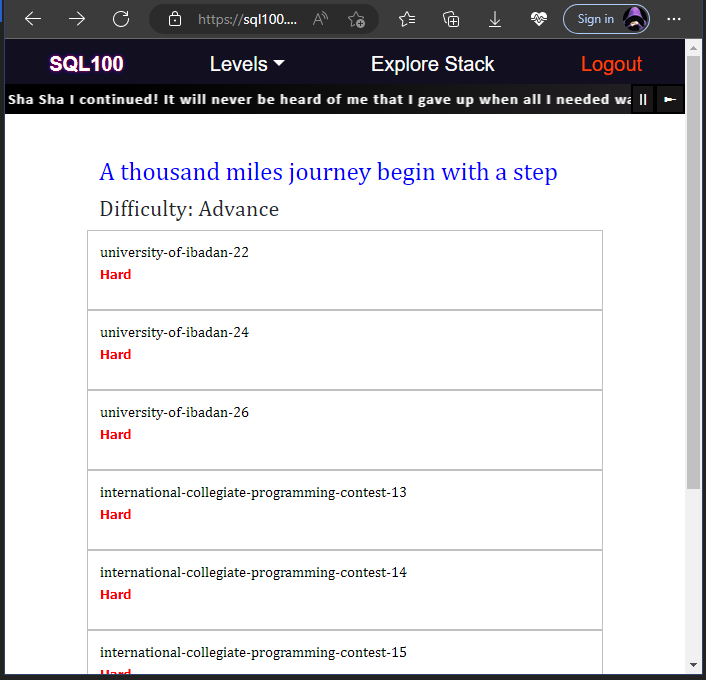 https://sql100....
Sign in
SQL100
Levels
Explore Stack
Logout
Sha Sha I continued! It will never be heard of me that I gave up when all I needed wa
A thousand miles journey begin with a step
Difficulty: Advance
university-of-ibadan-22
Hard
university-of-ibadan-24
Hard
university-of-ibadan-26
Hard
international-collegiate-programming-contest-13
Hard
international-collegiate-programming-contest-14
Hard
international-collegiate-programming-contest-15
Hard